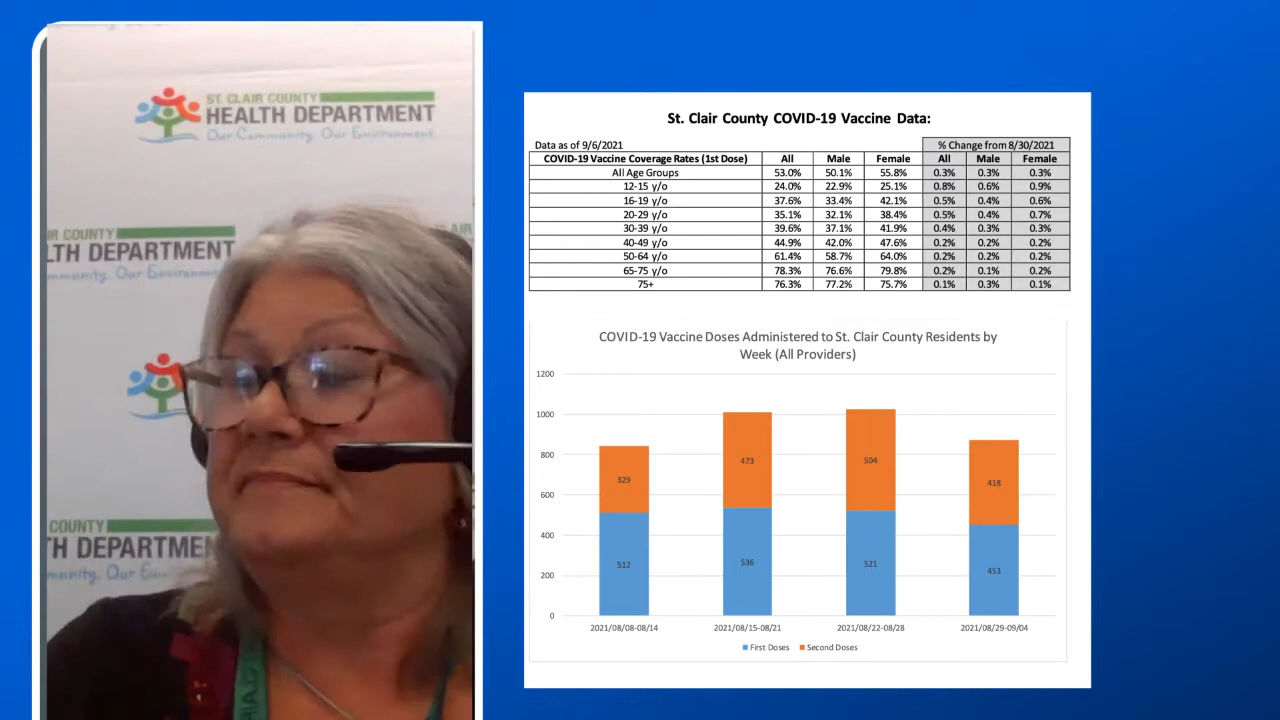 ST. CLAIR COUNTY
HEALTH DEPARTMENT
Our Community. Our Environment
IR COUNTY
LTH DEPARTMENT
mmunity. Our Environment
COUNTY
TH DEPARTMEN
munity. Our
St. Clair County COVID-19 Vaccine Data:
Data as of 9/6/2021 % Change from 8/30/2021
COVID-19 Vaccine Coverage Rates (1st Dose) All Male Female All Male Female
All Age Groups 53.0% 50.1% 55.8% 0.3% 0.3% 0.3%
12-15 y/o 24.0% 22.9% 25.1% 0.8% 0.6% 0.9%
16-19 y/o 37.6% 33.4% 42.1% 0.5% 0.4% 0.6%
20-29 y/o 35.1% 32.1% 38.4% 0.5% 0.4% 0.7%
30-39 y/o 39.6% 37.1% 41.9% 0.4% 0.3% 0.3%
40-49 y/o 44.9% 42.0% 47.6% 0.2% 0.2% 0.2%
50-64 y/o 61.4% 58.7% 64.0% 0.2% 0.2% 0.2%
65-75 y/o 78.3% 76.6% 79.8% 0.2% 0.1% 0.2%
75+ 76.3% 77.2% 75.7% 0.1% 0.3% 0.1%
COVID-19 Vaccine Doses Administered to St. Clair County Residents by
Week (All Providers)
1200
1000
800
600
400
200
0
329 473 504 418
512 536 521 453
2021/08/08-08/14 2021/08/15-08/21 2021/08/22-08/28 2021/08/29-09/04
First Doses Second Doses